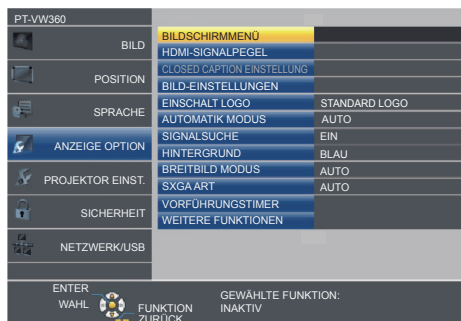 PT-VW360
BILD
POSITION
SPRACHE
ANZEIGE OPTION
PROJEKTOR EINST.
SICHERHEIT
NETZWERK/USB
BILDSCHIRMMENÜ
HDMI-SIGNALPEGEL
CLOSED CAPTION EINSTELLUNG
BILD-EINSTELLUNGEN
EINSCHALT LOGO STANDARD LOGO
AUTOMATIK MODUS AUTO
SIGNALSUCHE EIN
HINTERGRUND BLAU
BREITBILD MODUS AUTO
SXGA ART AUTO
VORFÜHRUNGSTIMER
WEITERE FUNKTIONEN
ENTER
WAHL
FUNKTION
ZURÜCK
GEWÄHLTE FUNKTION:
INAKTIV